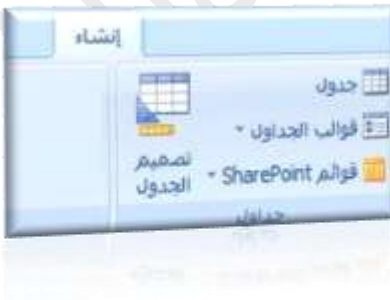 إنشاء
جدول
قوالب الجداول
قوائم SharePoint
تصميم
الجدول
جداول